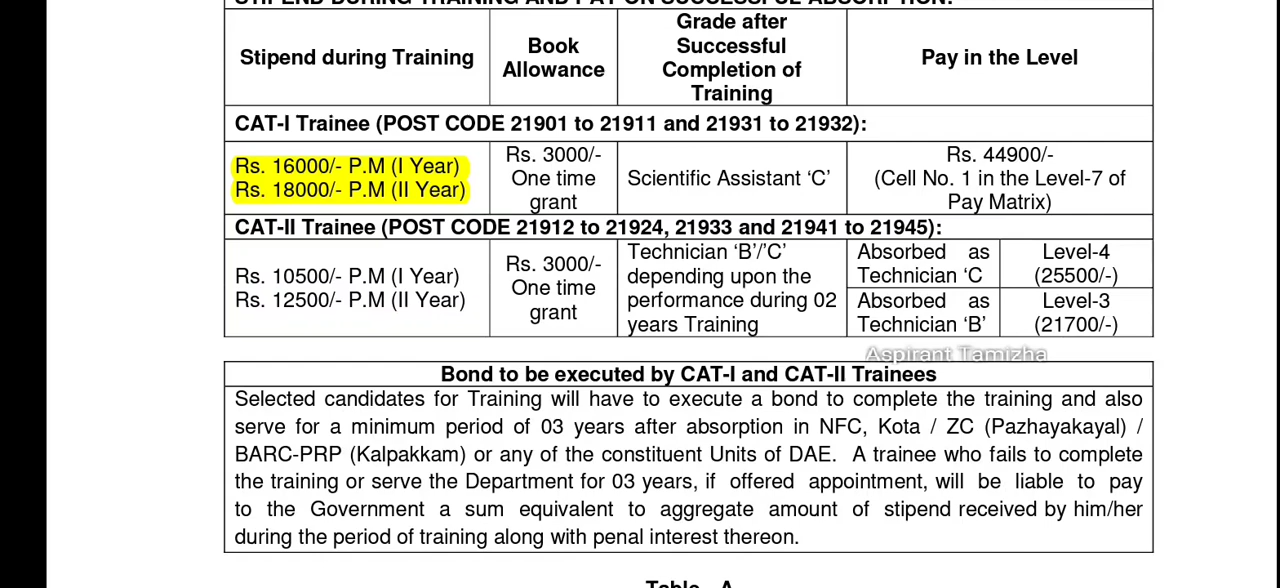 STIPEND DURING TRAINING AND PAY ON SUCCESSFUL ABSORPTION:
Stipend during Training
Book
Allowance
Grade after
Successful
Completion of
Training
Pay in the Level
CAT-I Trainee (POST CODE 21901 to 21911 and 21931 to 21932):
Rs. 16000/- P.M (I Year)
Rs. 18000/- P.M (II Year)
Rs. 3000/-
One time
grant
Scientific Assistant ‘C’
Rs. 44900/-
(Cell No. 1 in the Level-7 of
Pay Matrix)
CAT-II Trainee (POST CODE 21912 to 21924, 21933 and 21941 to 21945):
Rs. 10500/- P.M (I Year)
Rs. 12500/- P.M (II Year)
Rs. 3000/-
One time
grant
Technician ‘B’/’C’
depending upon the
performance during 02
years Training
Absorbed as
Technician ‘C
Level-4
(25500/-)
Absorbed as
Technician ‘B’
Level-3
(21700/-)
Aspirant Tamizha
Bond to be executed by CAT-I and CAT-II Trainees
Selected candidates for Training will have to execute a bond to complete the training and also
serve for a minimum period of 03 years after absorption in NFC, Kota / ZC (Pazhayakayal) /
BARC-PRP (Kalpakkam) or any of the constituent Units of DAE. A trainee who fails to complete
the training or serve the Department for 03 years, if offered appointment, will be liable to pay
to the Government a sum equivalent to aggregate amount of stipend received by him/her
during the period of training along with penal interest thereon.
Table - A